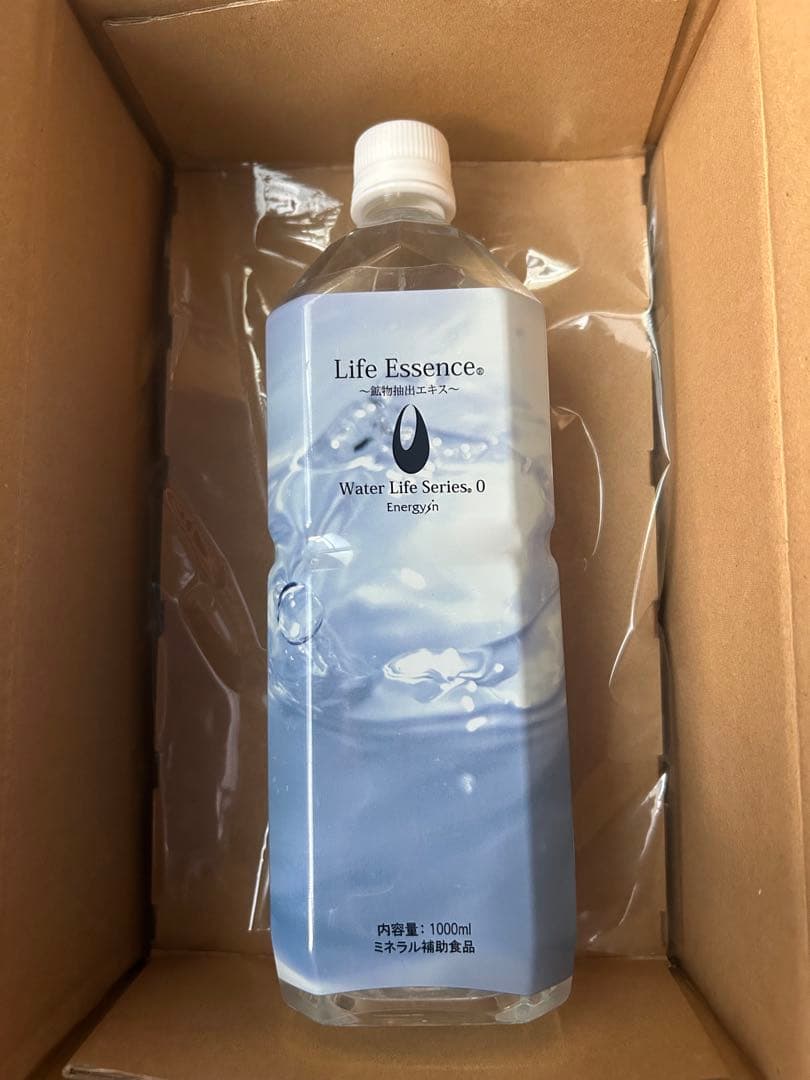 Life Essence®
～鉱物抽出エキス～
Water Life Series® 0
Energysin
内容量：1000ml
ミネラル補助食品